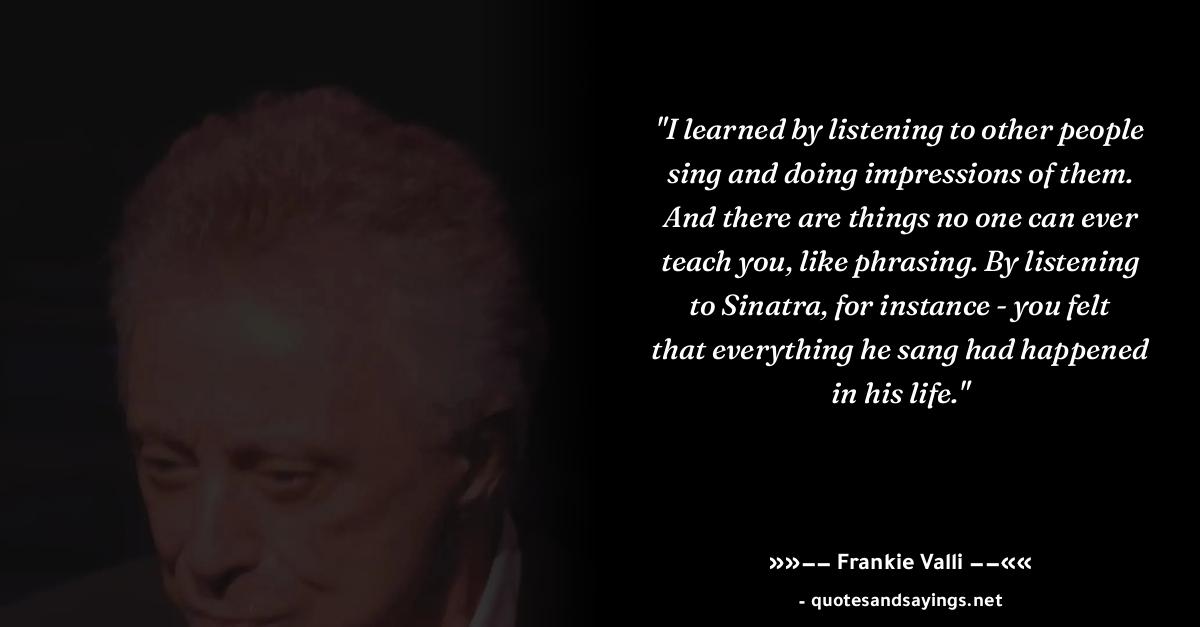 "I learned by listening to other people
sing and doing impressions of them.
And there are things no one can ever
teach you, like phrasing. By listening
to Sinatra, for instance - you felt
that everything he sang had happened
in his life."
»»–– Frankie Valli ––««
- quotesandsayings.net